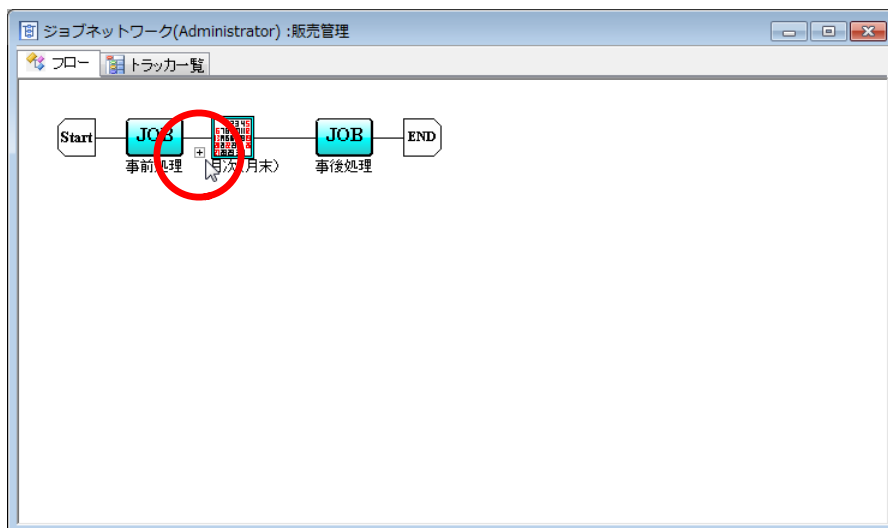 ジョブネットワーク(Administrator) :販売管理
フロー トラッカ一覧
Start JOB JOB END
事前処理 月次(月末) 事後処理